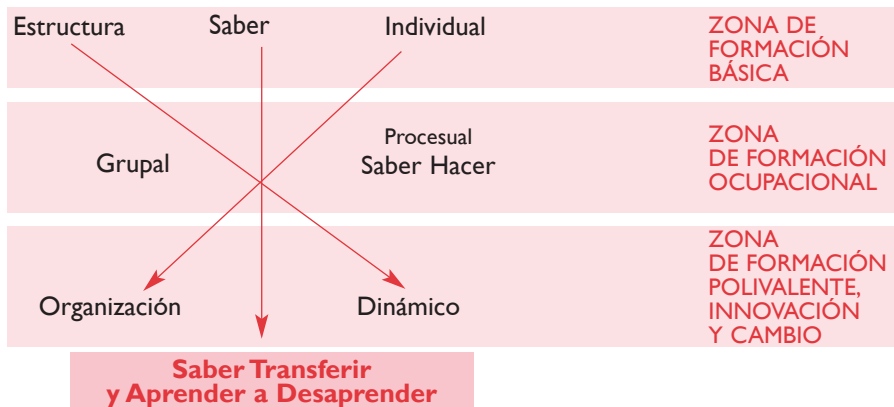 Estructura
Saber
Individual
ZONA DE
FORMACIÓN
BÁSICA
Grupal
Procesual
Saber Hacer
ZONA
DE FORMACIÓN
OCUPACIONAL
Organización
Dinámico
ZONA
DE FORMACIÓN
POLIVALENTE,
INNOVACIÓN
Y CAMBIO
Saber Transferir
y Aprender a Desaprender